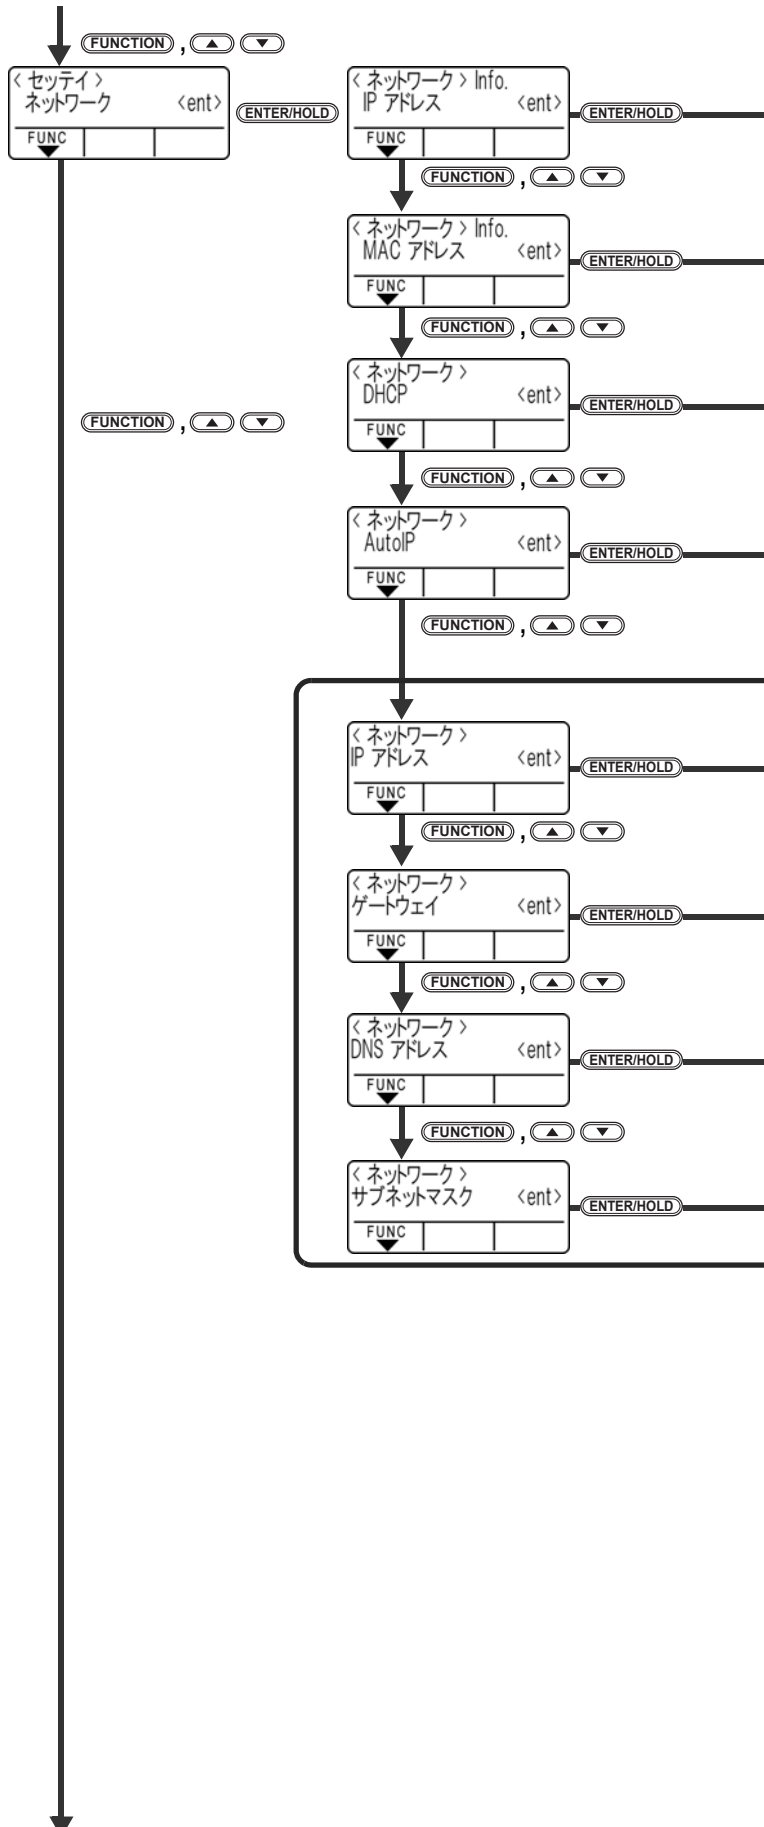 FUNCTION , ▲ ▼
< セッテイ >
ネットワーク <ent>
FUNC
ENTER/HOLD
< ネットワーク > Info.
IP アドレス <ent>
FUNC
ENTER/HOLD
FUNCTION , ▲ ▼
< ネットワーク > Info.
MAC アドレス <ent>
FUNC
ENTER/HOLD
FUNCTION , ▲ ▼
< ネットワーク >
DHCP <ent>
FUNC
ENTER/HOLD
FUNCTION , ▲ ▼
FUNCTION , ▲ ▼
< ネットワーク >
AutoIP <ent>
FUNC
ENTER/HOLD
FUNCTION , ▲ ▼
< ネットワーク >
IP アドレス <ent>
FUNC
ENTER/HOLD
FUNCTION , ▲ ▼
< ネットワーク >
ゲートウェイ <ent>
FUNC
ENTER/HOLD
FUNCTION , ▲ ▼
< ネットワーク >
DNS アドレス <ent>
FUNC
ENTER/HOLD
FUNCTION , ▲ ▼
< ネットワーク >
サブネットマスク <ent>
FUNC
ENTER/HOLD